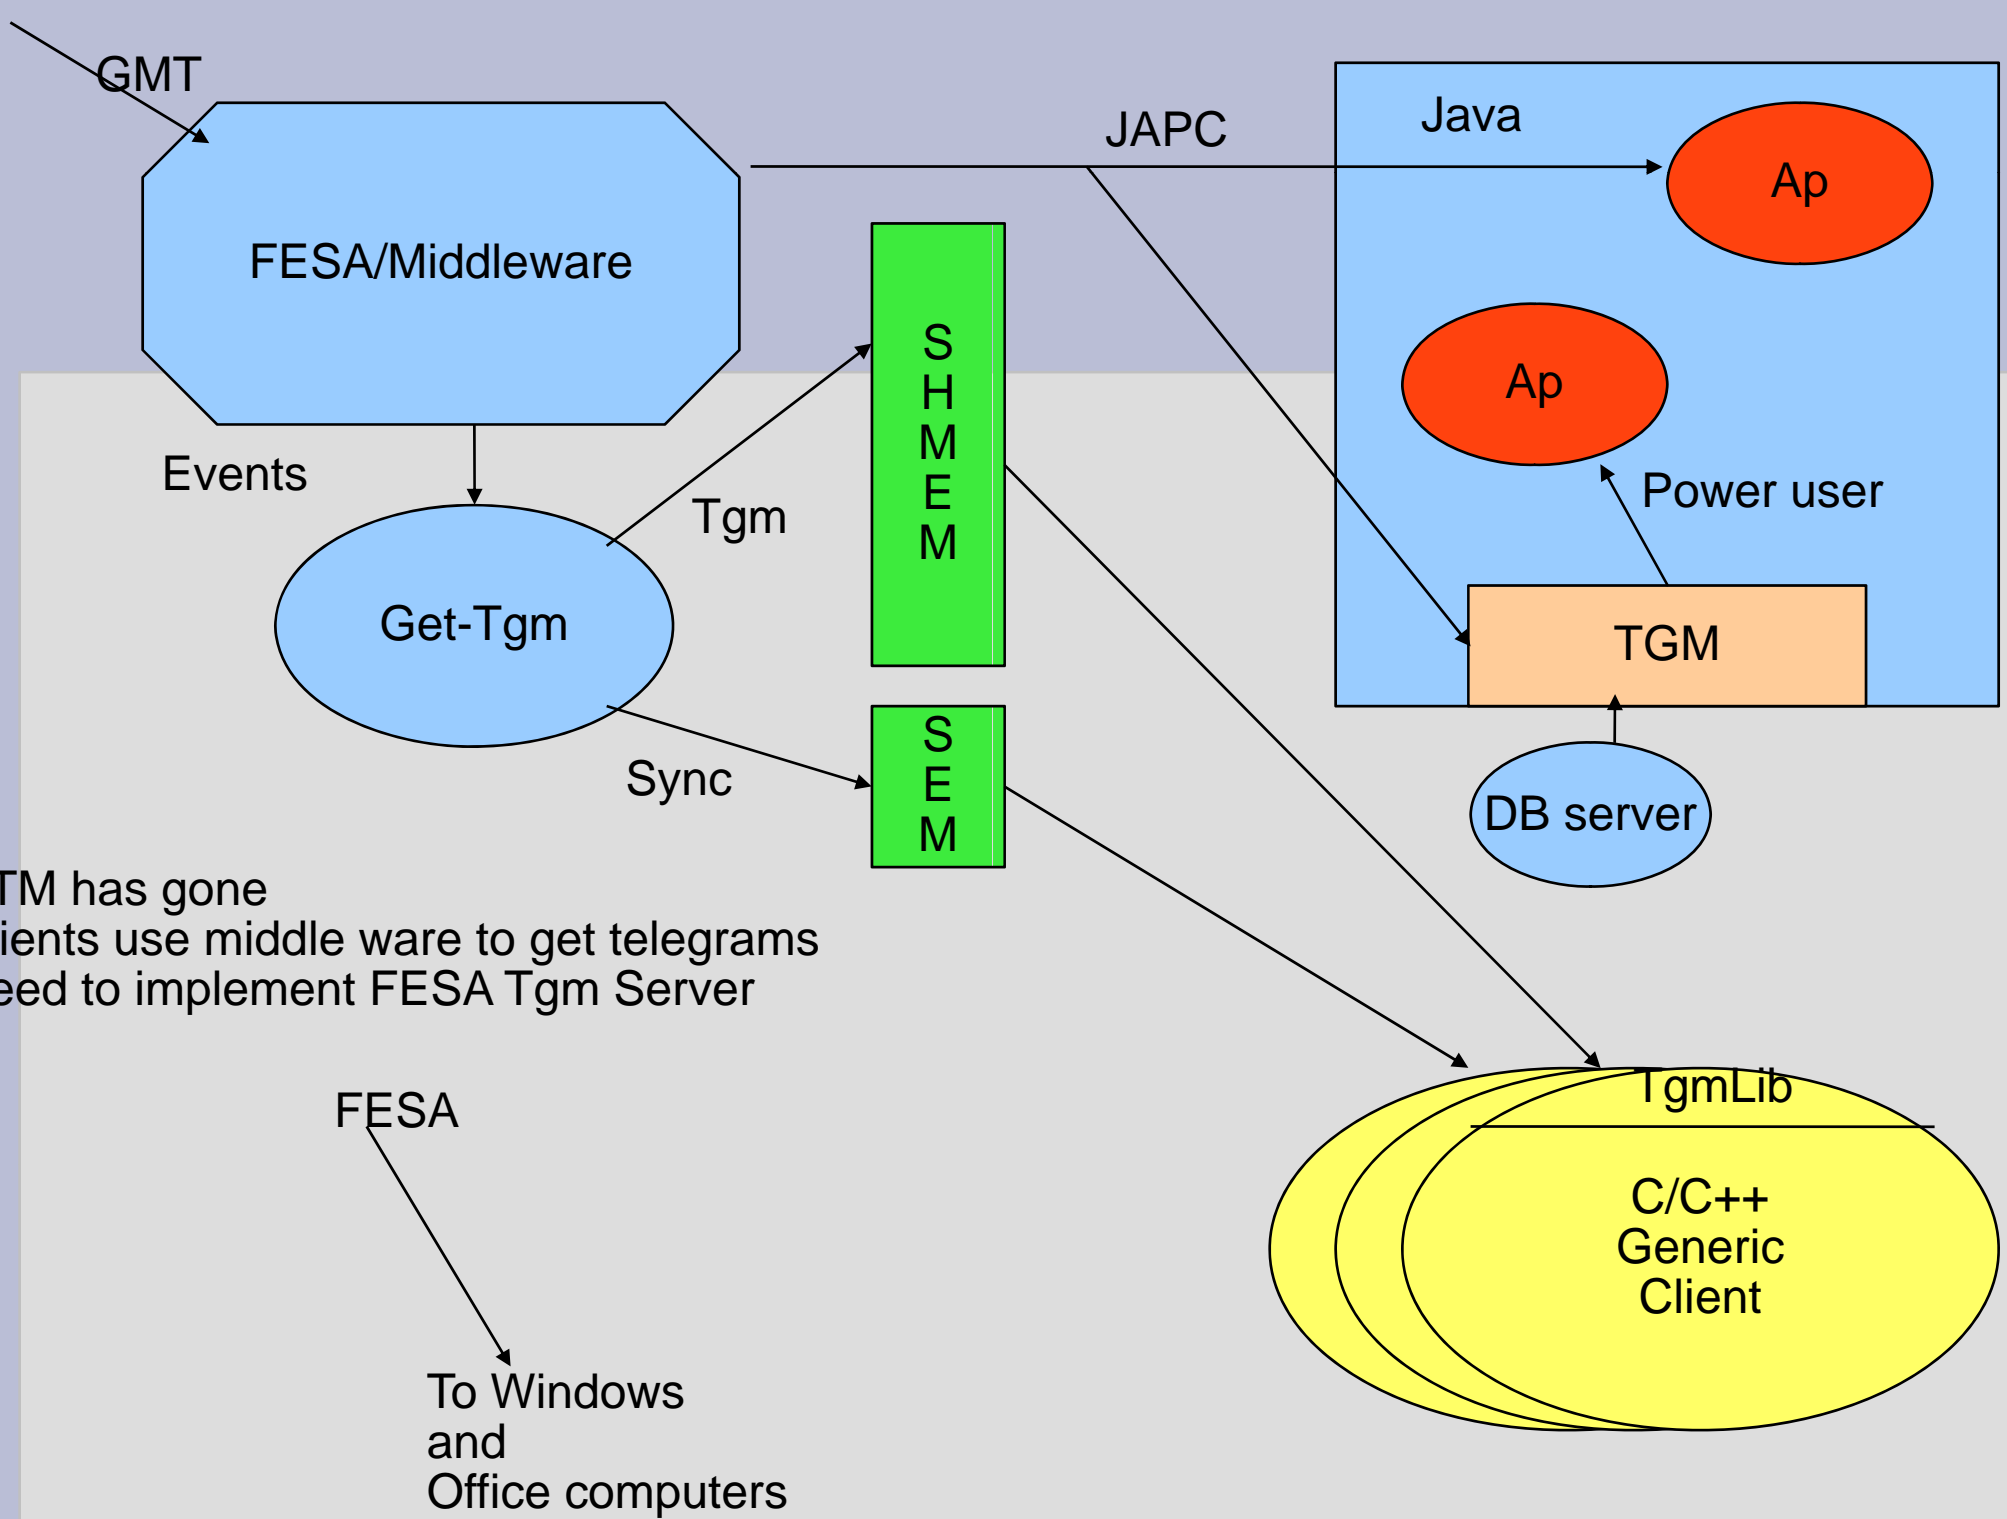 GMT
JAPC
Java
Ap
FESA/Middleware
S
H
M
E
M
Ap
Events
Tgm
Power user
Get-Tgm
TGM
S
E
M
Sync
DB server
TM has gone
ients use middle ware to get telegrams
eed to implement FESA Tgm Server
FESA
TgmLib
C/C++
Generic
Client
To Windows
and
Office computers